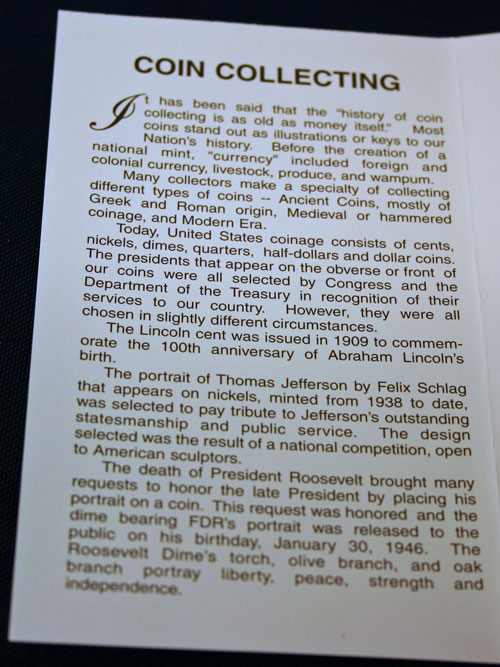 COIN COLLECTING
It has been said that the "history of coin
collecting is as old as money itself." Most
coins stand out as illustrations or keys to our
Nation's history. Before the creation of a
national mint, "currency" included foreign and
colonial currency, livestock, produce, and wampum.
Many collectors make a specialty of collecting
different types of coins -- Ancient Coins, mostly of
Greek and Roman origin, Medieval or hammered
coinage, and Modern Era.
Today, United States coinage consists of cents,
nickels, dimes, quarters, half-dollars and dollar coins.
The presidents that appear on the obverse or front of
our coins were all selected by Congress and the
Department of the Treasury in recognition of their
services to our country. However, they were all
chosen in slightly different circumstances.
The Lincoln cent was issued in 1909 to commem-
orate the 100th anniversary of Abraham Lincoln's
birth.
The portrait of Thomas Jefferson by Felix Schlag
that appears on nickels, minted from 1938 to date,
was selected to pay tribute to Jefferson's outstanding
statesmanship and public service. The design
selected was the result of a national competition, open
to American sculptors.
The death of President Roosevelt brought many
requests to honor the late President by placing his
portrait on a coin. This request was honored and the
dime bearing FDR's portrait was released to the
public on his birthday, January 30, 1946. The
Roosevelt Dime's torch, olive branch, and oak
branch portray liberty, peace, strength and
independence.